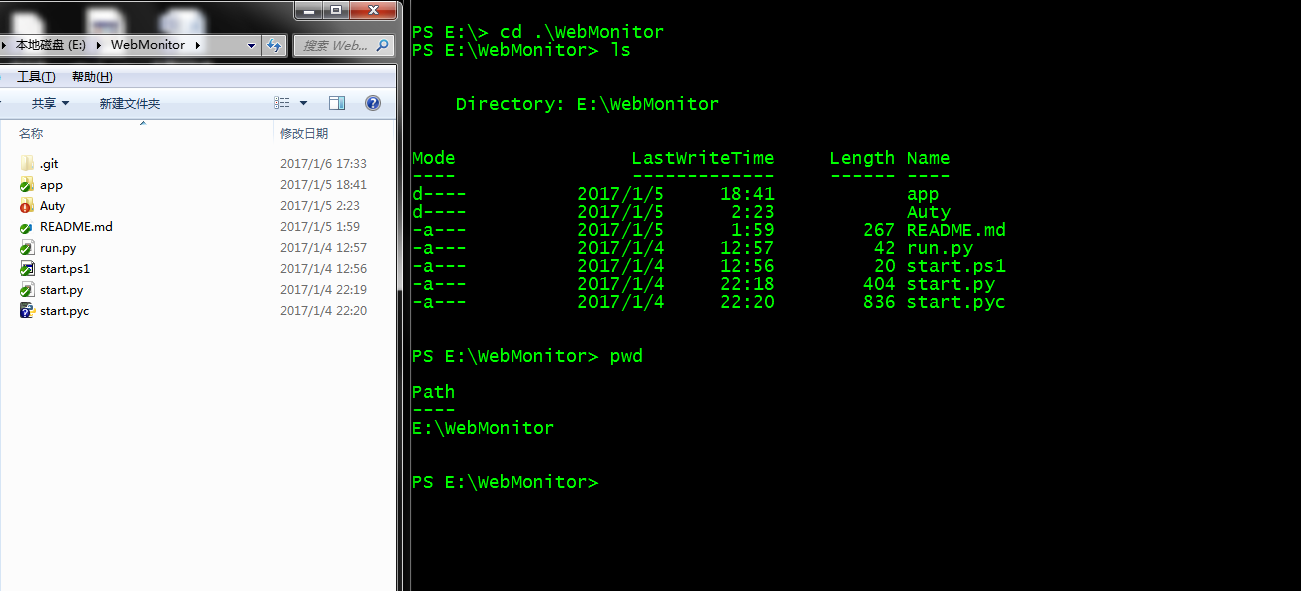 本地磁盘 (E:) WebMonitor 搜索 Web...
工具(T) 帮助(H)
共享 新建文件夹
名称 修改日期
.git 2017/1/6 17:33
app 2017/1/5 18:41
Auty 2017/1/5 2:23
README.md 2017/1/5 1:59
run.py 2017/1/4 12:57
start.ps1 2017/1/4 12:56
start.py 2017/1/4 22:19
start.pyc 2017/1/4 22:20
PS E:\> cd .\WebMonitor
PS E:\WebMonitor> ls
Directory: E:\WebMonitor
Mode LastWriteTime Length Name
---- ------------- ------ ----
d---- 2017/1/5 18:41 app
d---- 2017/1/5 2:23 Auty
-a--- 2017/1/5 1:59 267 README.md
-a--- 2017/1/4 12:57 42 run.py
-a--- 2017/1/4 12:56 20 start.ps1
-a--- 2017/1/4 22:18 404 start.py
-a--- 2017/1/4 22:20 836 start.pyc
PS E:\WebMonitor> pwd
Path
----
E:\WebMonitor
PS E:\WebMonitor>